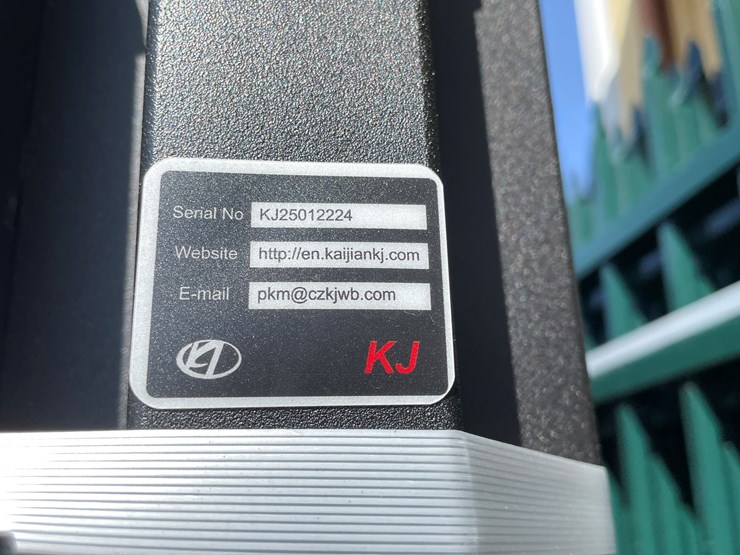 Serial No KJ25012224
Website http://en.kaijiankj.com
E-mail pkm@czkjwb.com
KJ